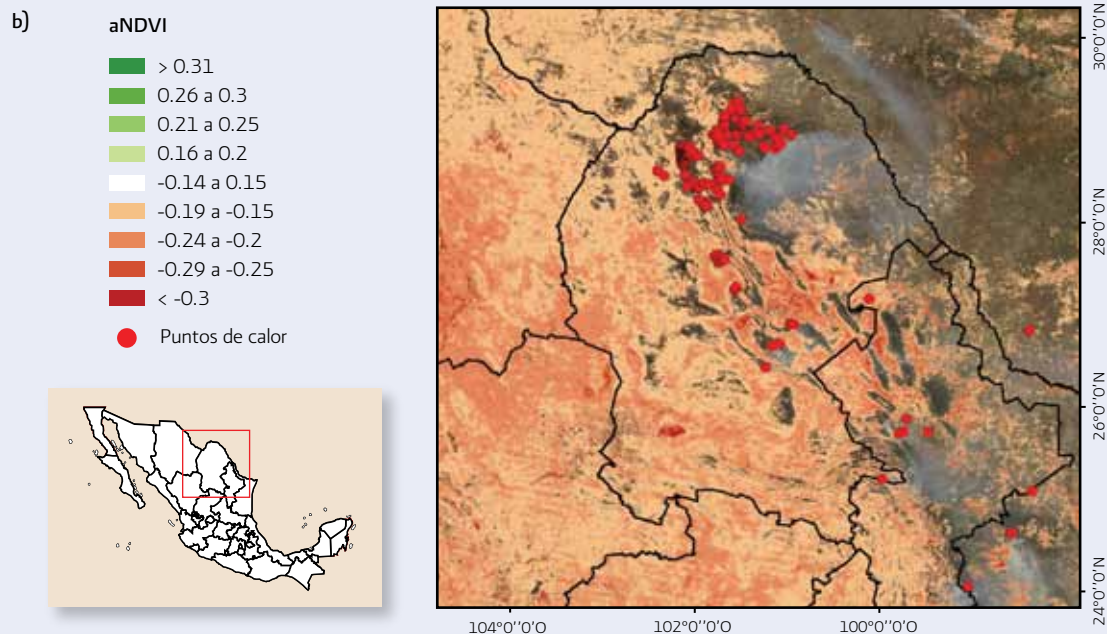 b)
aNDVI
> 0.31
0.26 a 0.3
0.21 a 0.25
0.16 a 0.2
-0.14 a 0.15
-0.19 a -0.15
-0.24 a -0.2
-0.29 a -0.25
< -0.3
Puntos de calor
30°0'0''N
28°0'0''N
26°0'0''N
24°0'0''N
104°0''0'O
102°0''0'O
100°0''0'O